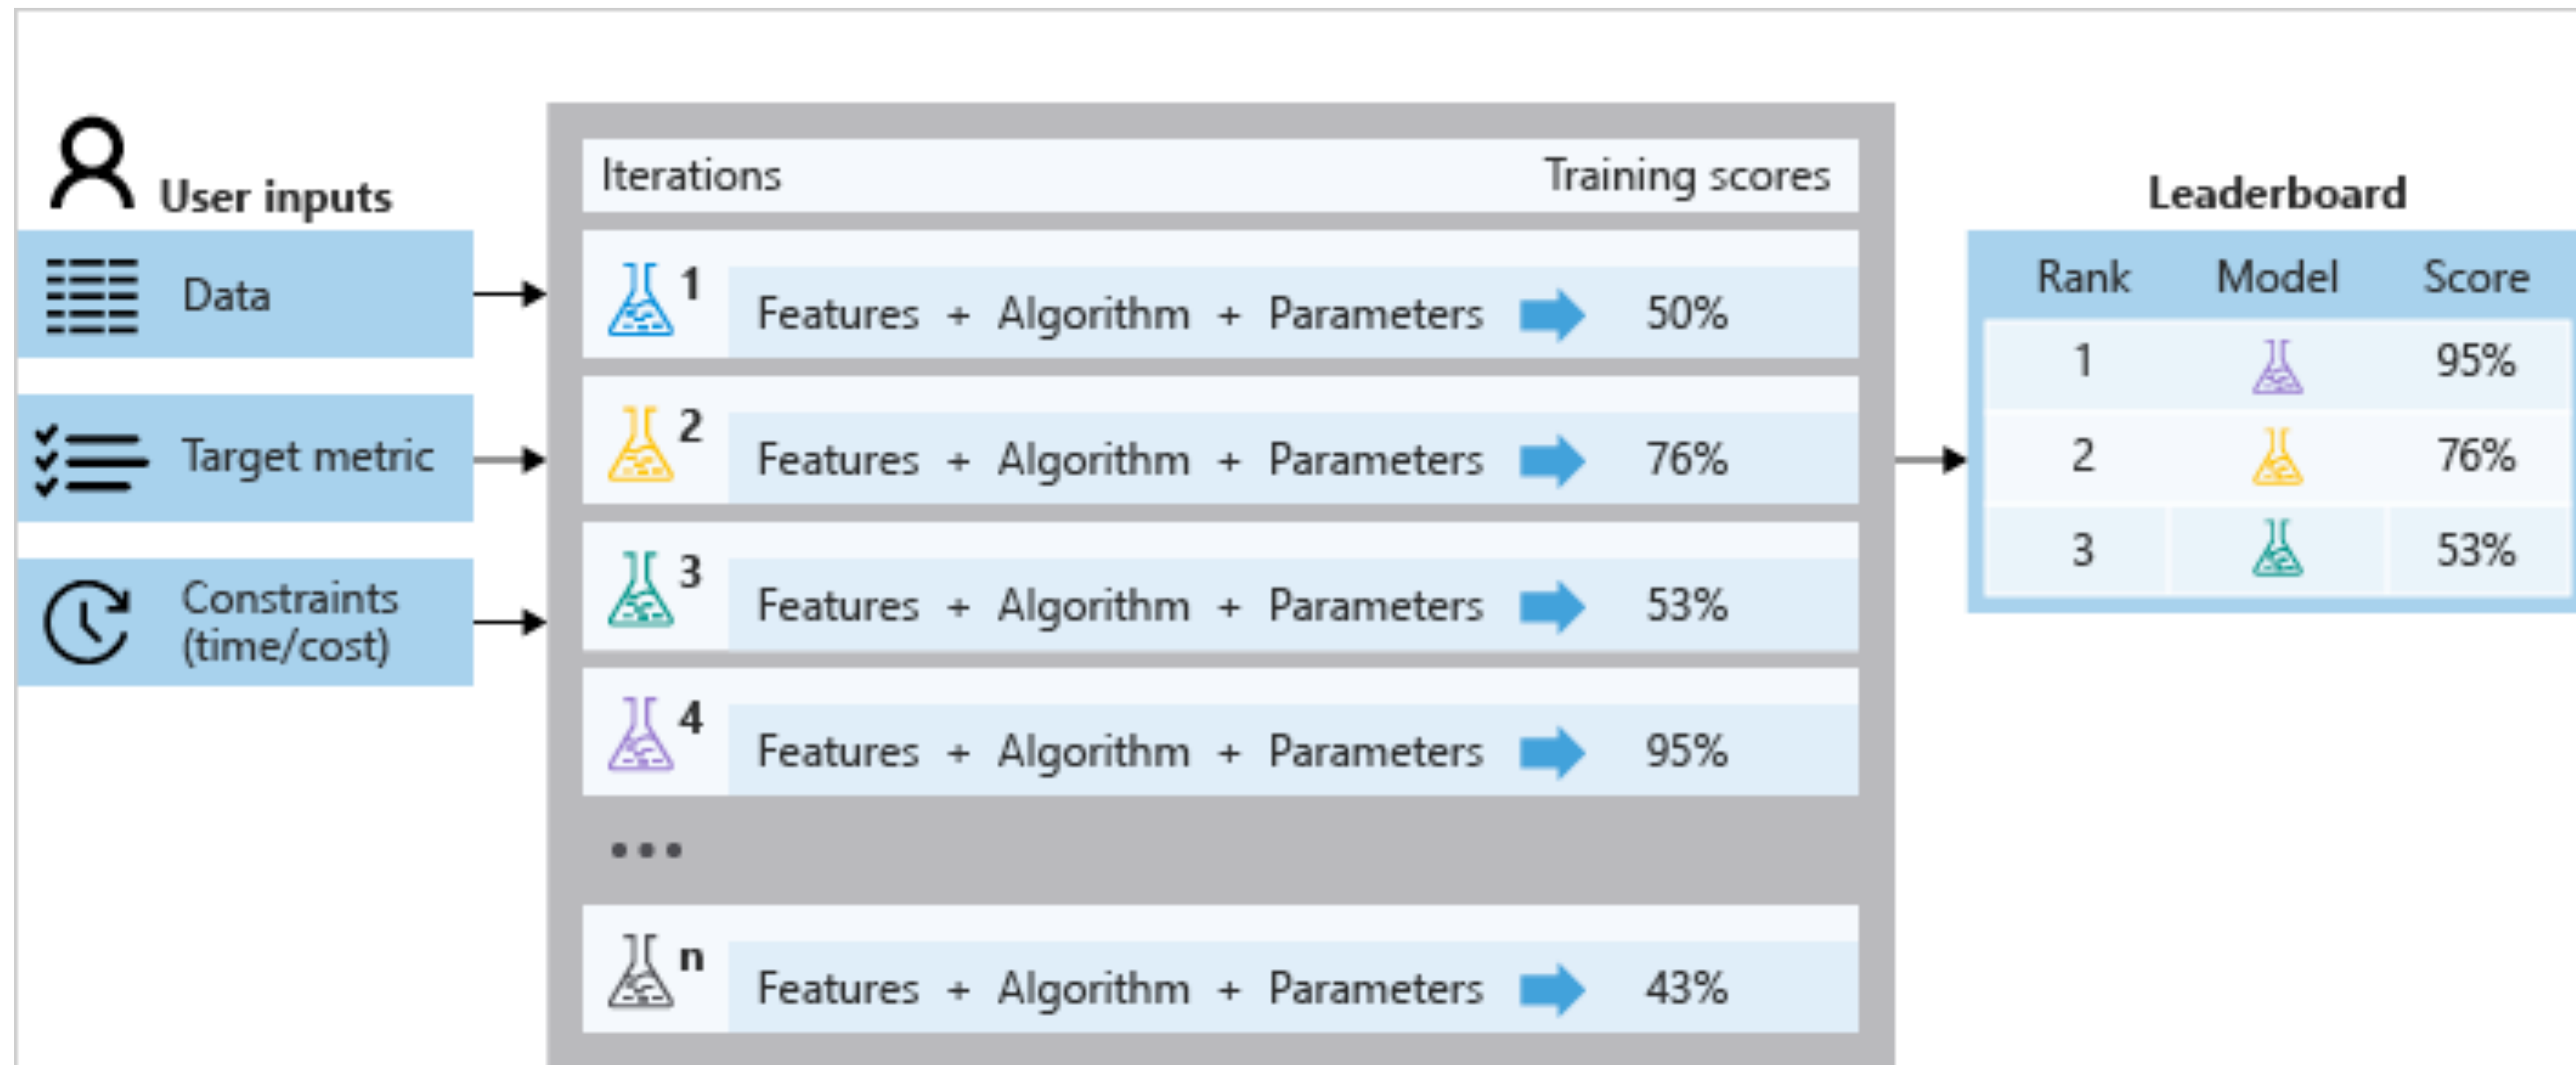 User inputs
Data
Target metric
Constraints
(time/cost)
Iterations Training scores
1 Features + Algorithm + Parameters 50%
2 Features + Algorithm + Parameters 76%
3 Features + Algorithm + Parameters 53%
4 Features + Algorithm + Parameters 95%
...
n Features + Algorithm + Parameters 43%
Leaderboard
Rank Model Score
1 95%
2 76%
3 53%